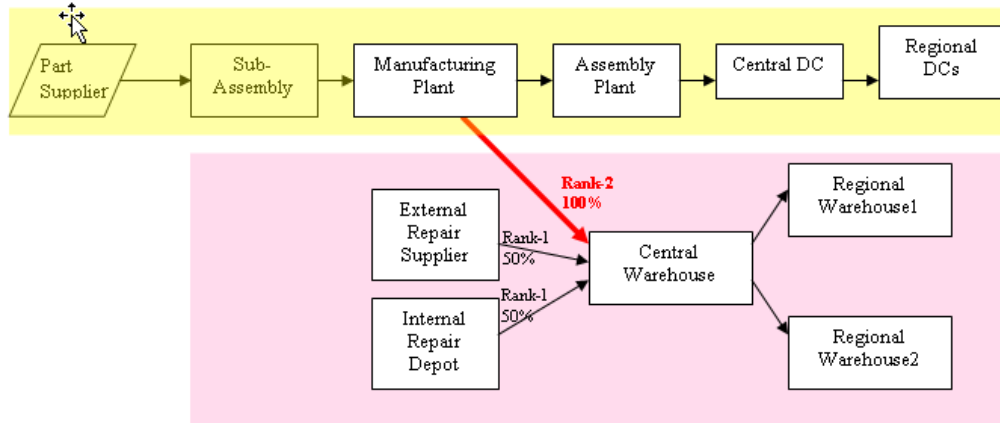 Part
Supplier
Sub-
Assembly
Manufacturing
Plant
Assembly
Plant
Central DC
Regional
DCs
Rank-2
100%
External
Repair
Supplier
Rank-1
50%
Internal
Repair
Depot
Rank-1
50%
Central
Warehouse
Regional
Warehouse1
Regional
Warehouse2